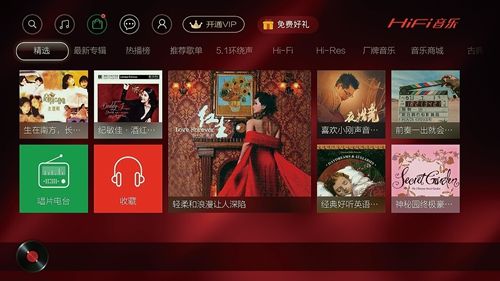 开通VIP
免费好礼
HiFi音乐
精选
最新专辑
热播榜
推荐歌单
5.1环绕声
Hi-Fi
Hi-Res
厂牌音乐
音乐商城
古典
红尘
Love Forever
生在南方，长…
纪敏佳·酒红…
喜欢小刚声音…
前奏一出就会…
唱片电台
收藏
轻柔和浪漫让人深陷
DAYDREAMS & LULLABIES
经典好听英语…
Secret Garden
神秘园终极豪…